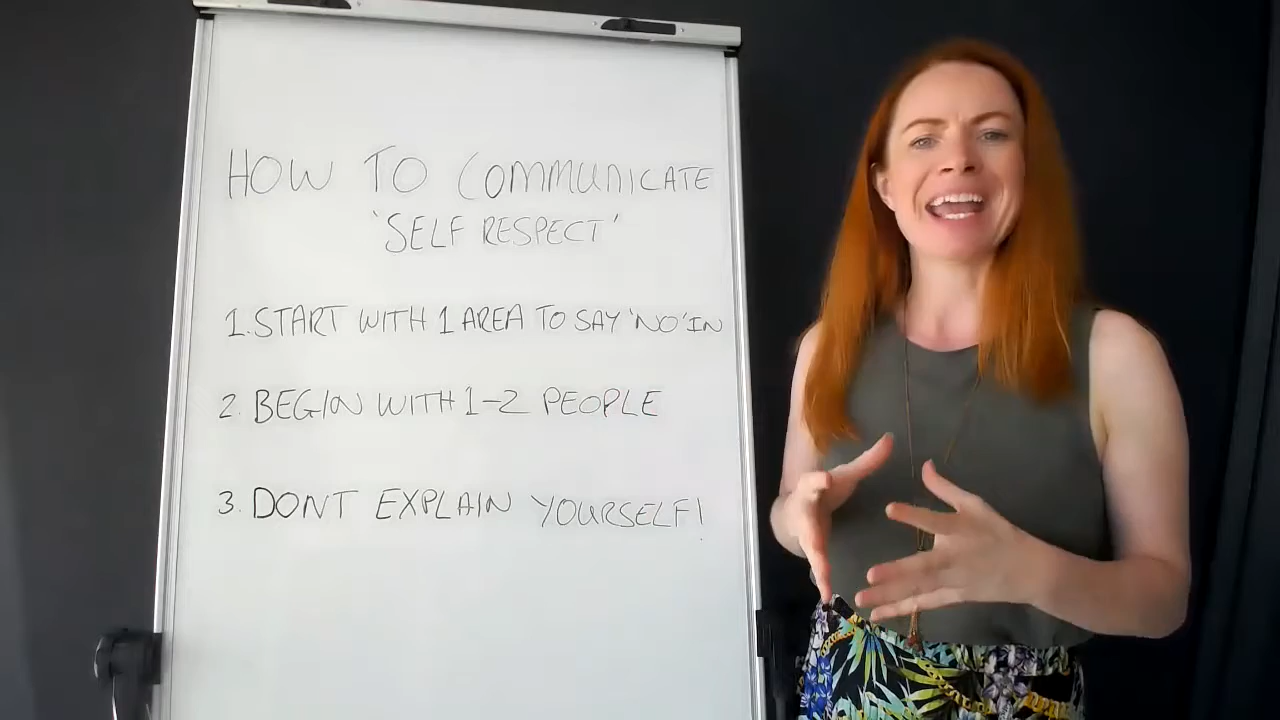 HOW TO COMMUNICATE
'SELF RESPECT'
1. START WITH 1 AREA TO SAY 'NO' IN
2. BEGIN WITH 1-2 PEOPLE
3. DONT EXPLAIN YOURSELF!